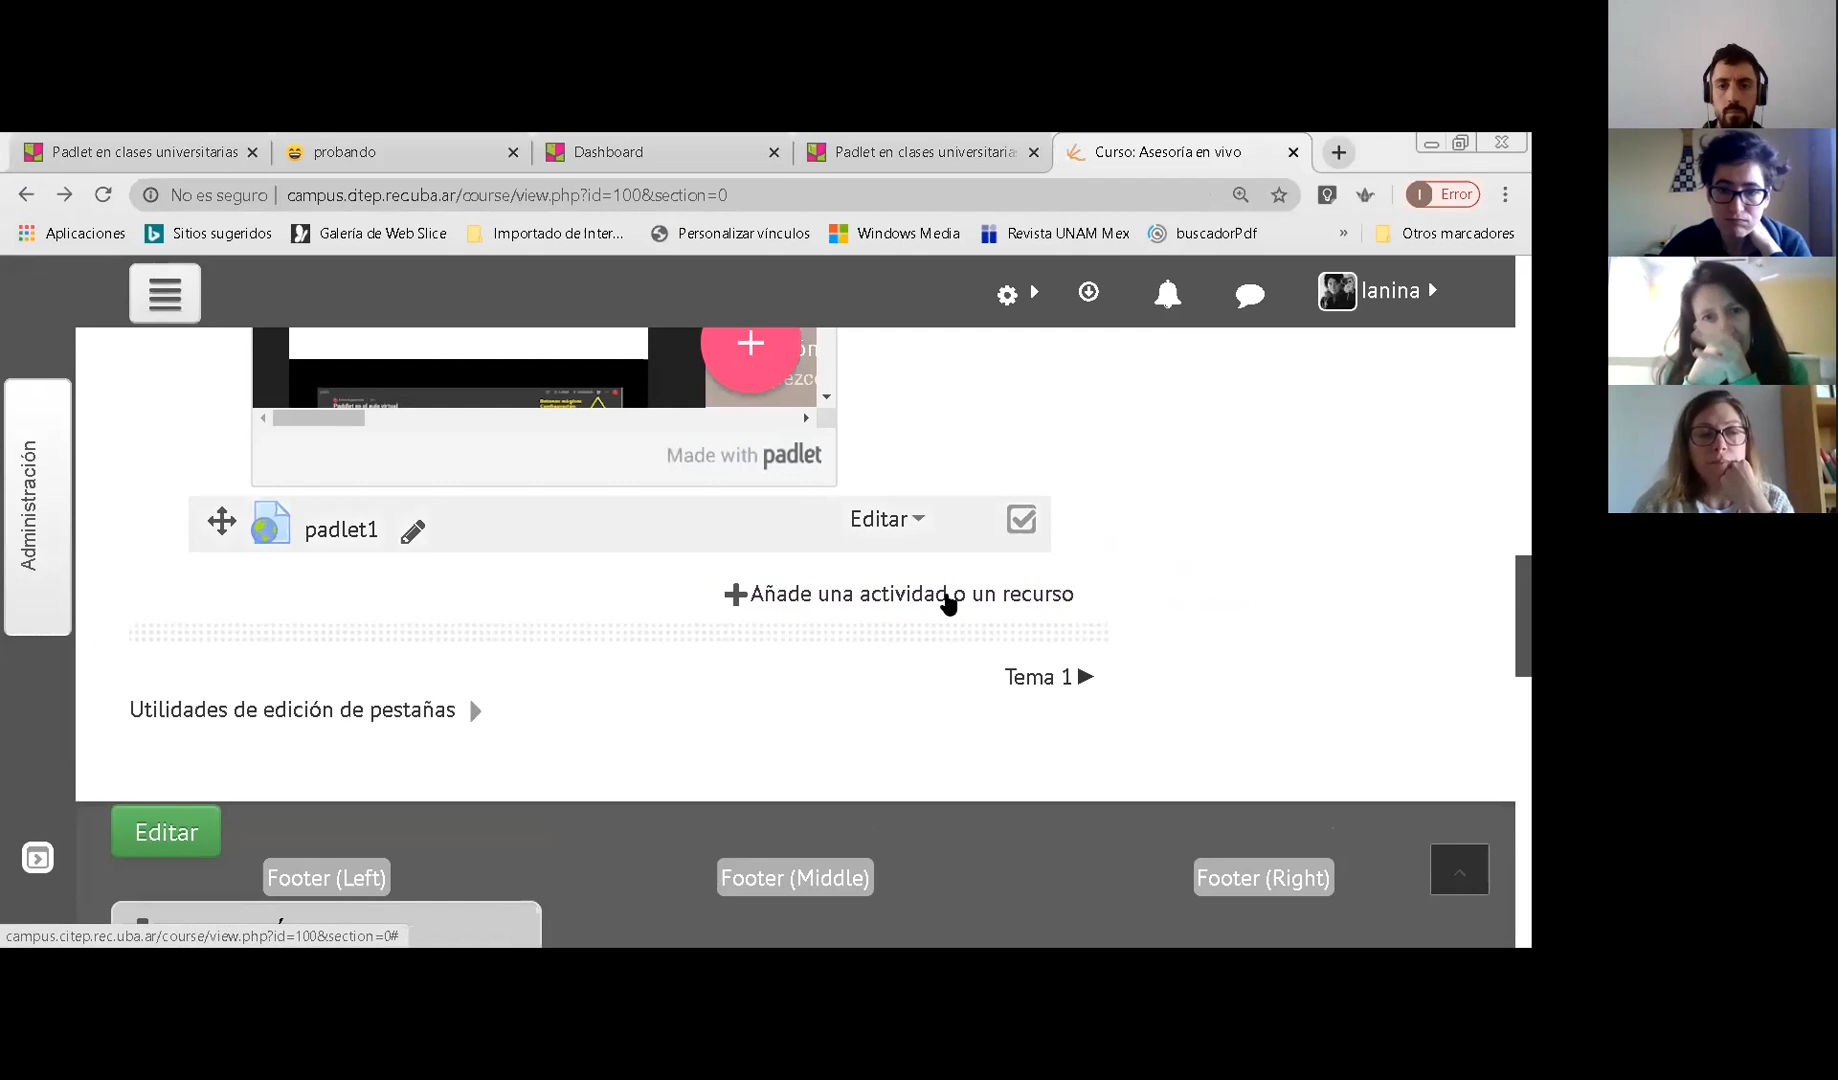 Padlet en clases universitarias
probando
Dashboard
Padlet en clases universitaria
Curso: Asesoría en vivo
No es seguro
campus.citep.rec.uba.ar/course/view.php?id=100&section=0
Error
Aplicaciones
Sitios sugeridos
Galería de Web Slice
Importado de Inter...
Personalizar vínculos
Windows Media
Revista UNAM Mex
buscadorPdf
»
Otros marcadores
Ianina
Administración
Made with padlet
padlet1
Editar
Añade una actividad o un recurso
Tema 1
Utilidades de edición de pestañas
Editar
Footer (Left)
Footer (Middle)
Footer (Right)
campus.citep.rec.uba.ar/course/view.php?id=100&section=0#